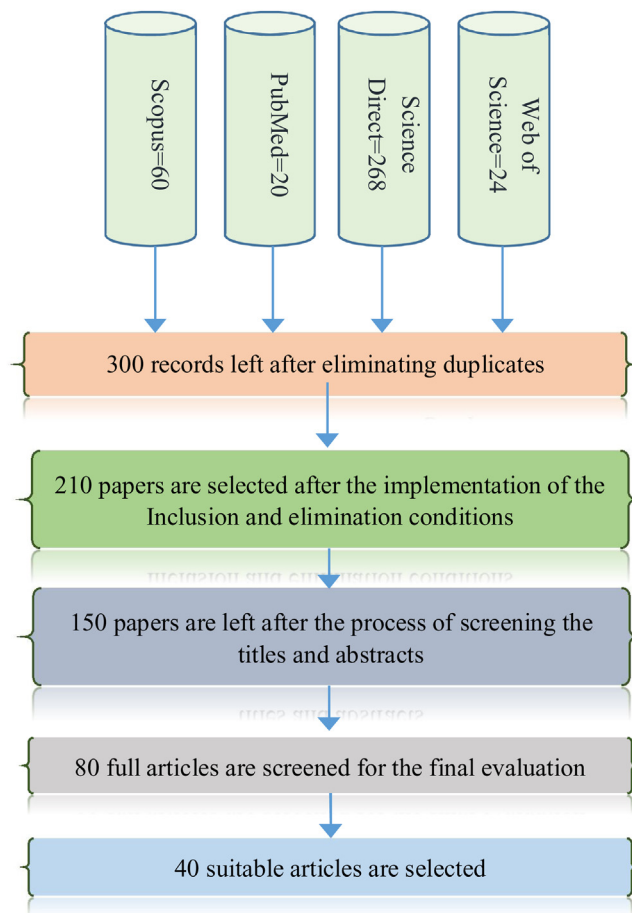 Scopus=60
PubMed=20
Science
Direct=268
Web of
Science=24
300 records left after eliminating duplicates
210 papers are selected after the implementation of the
Inclusion and elimination conditions
150 papers are left after the process of screening the
titles and abstracts
80 full articles are screened for the final evaluation
40 suitable articles are selected